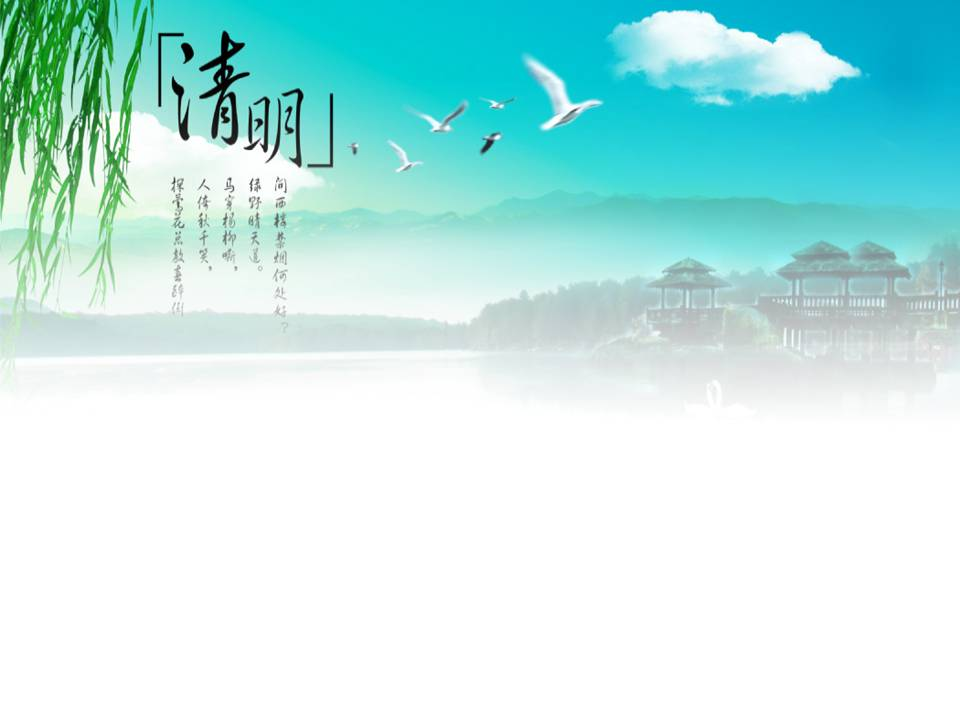 「清明」
问西楼禁烟何处好？
绿野晴天道。
马穿杨柳嘶，
人倚秋千笑，
探莺花总教春醉倒